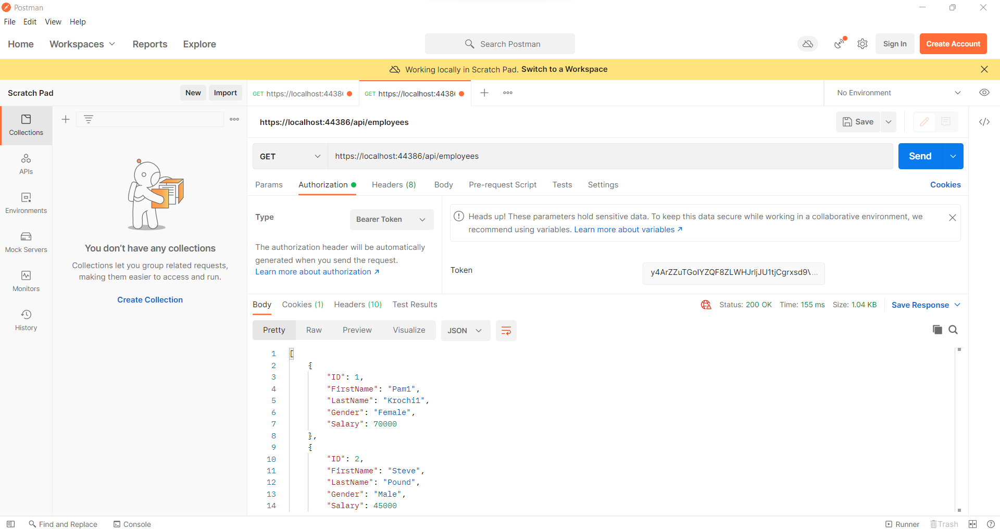 Postman
File Edit View Help
Home Workspaces Reports Explore Search Postman Sign In Create Account
Working locally in Scratch Pad. Switch to a Workspace
Scratch Pad New Import
GET https://localhost:4438 GET https://localhost:4438 No Environment
Collections
APIs
Environments
Mock Servers
Monitors
History
You don't have any collections
Collections let you group related requests,
making them easier to access and run.
Create Collection
https://localhost:44386/api/employees Save
GET https://localhost:44386/api/employees Send
Params Authorization Headers (8) Body Pre-request Script Tests Settings Cookies
Type Bearer Token
The authorization header will be automatically
generated when you send the request.
Learn more about authorization ↗
Heads up! These parameters hold sensitive data. To keep this data secure while working in a collaborative environment, we
recommend using variables. Learn more about variables ↗
Token
Body Cookies (1) Headers (10) Test Results Status: 200 OK Time: 155 ms Size: 1.04 KB Save Response
Pretty Raw Preview Visualize JSON
1 [
2 {
3 "ID": 1,
4 "FirstName": "Pam1",
5 "LastName": "Krochi1",
6 "Gender": "Female",
7 "Salary": 70000
8 },
9 {
10 "ID": 2,
11 "FirstName": "Steve",
12 "LastName": "Pound",
13 "Gender": "Male",
14 "Salary": 45000
Find and Replace Console Runner Trash